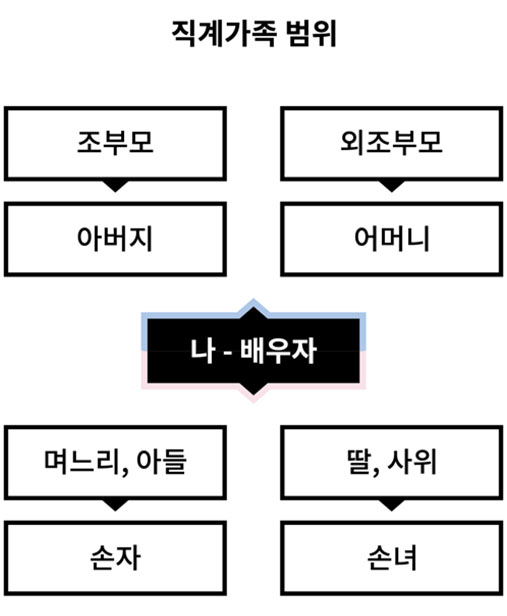 직계가족 범위
조부모
외조부모
아버지
어머니
나 - 배우자
며느리, 아들
딸, 사위
손자
손녀